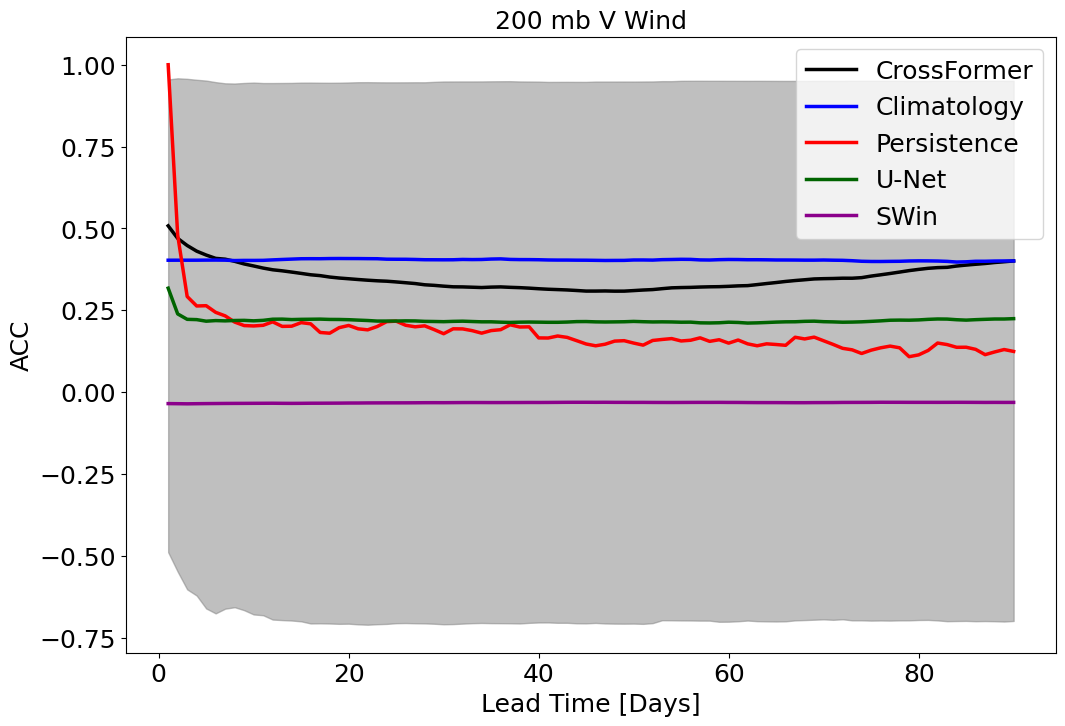 200 mb V Wind
ACC
1.00
0.75
0.50
0.25
0.00
−0.25
−0.50
−0.75
CrossFormer
Climatology
Persistence
U-Net
SWin
0 20 40 60 80
Lead Time [Days]